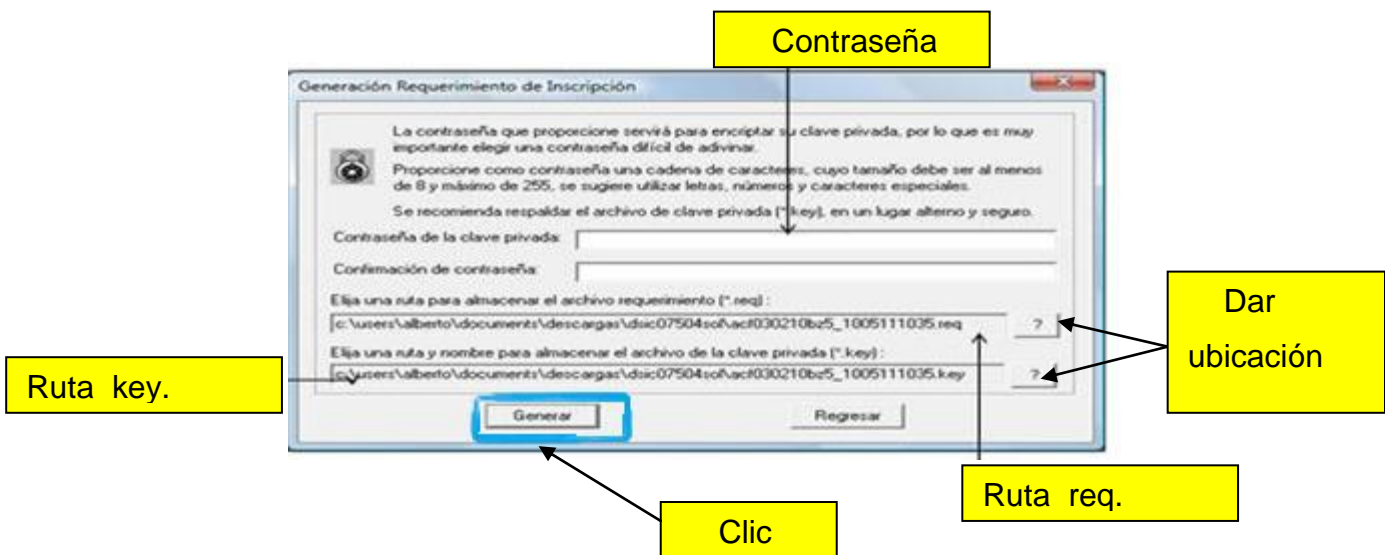 Contraseña
Generación Requerimiento de Inscripción
La contraseña que proporcione servirá para encriptar su clave privada, por lo que es muy
importante elegir una contraseña difícil de adivinar.
Proporcione como contraseña una cadena de caracteres, cuyo tamaño debe ser al menos
de 8 y máximo de 255, se sugiere utilizar letras, números y caracteres especiales.
Se recomienda respaldar el archivo de clave privada (*.key), en un lugar alterno y seguro.
Contraseña de la clave privada:
Confirmación de contraseña:
Elija una ruta para almacenar el archivo requerimiento (*.req) :
c:\users\alberto\documents\descargas\dsic07504sol\acf030210bz5_1005111035.req
?
Dar
ubicación
Elija una ruta y nombre para almacenar el archivo de la clave privada (*.key) :
c:\users\alberto\documents\descargas\dsic07504sol\acf030210bz5_1005111035.key
?
Ruta key.
Generar
Regresar
Ruta req.
Clic